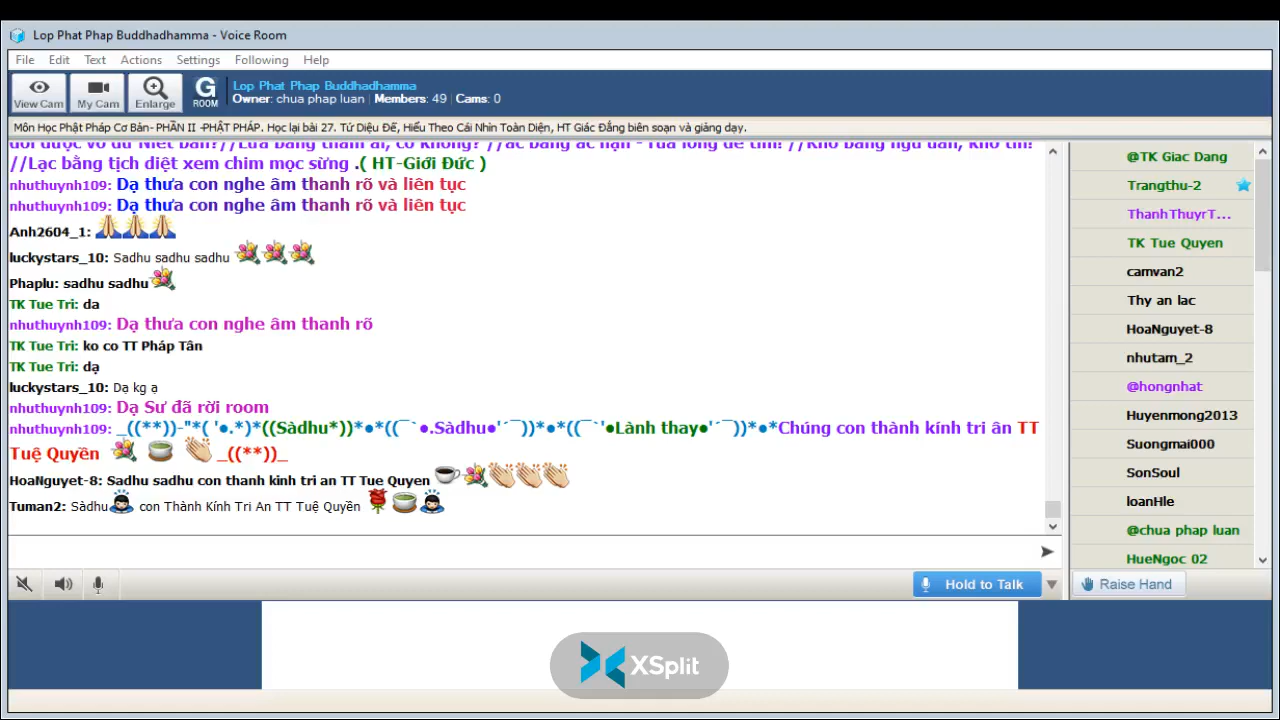 Lop Phat Phap Buddhadhamma - Voice Room
File Edit Text Actions Settings Following Help
View Cam My Cam Enlarge G ROOM
Lop Phat Phap Buddhadhamma
Owner: chua phap luan | Members: 49 | Cams: 0
Môn Học Phật Pháp Cơ Bản- PHẦN II -PHẬT PHÁP. Học lại bài 27. Tứ Diệu Đế, Hiểu Theo Cái Nhìn Toàn Diện, HT Giác Đẳng biên soạn và giảng dạy.
//Lạc bằng tịch diệt xem chim mọc sừng .( HT-Giới Đức )
nhuthuynh109: Dạ thưa con nghe âm thanh rõ và liên tục
nhuthuynh109: Dạ thưa con nghe âm thanh rõ và liên tục
Anh2604_1:
luckystars_10: Sadhu sadhu sadhu
Phaplu: sadhu sadhu
TK Tue Tri: da
nhuthuynh109: Dạ thưa con nghe âm thanh rõ
TK Tue Tri: ko co TT Pháp Tân
TK Tue Tri: dạ
luckystars_10: Dạ kg ạ
nhuthuynh109: Dạ Sư đã rời room
nhuthuynh109: _((**))-"*( '●.*)*((Sàdhu*))*●*((¯`●.Sàdhu●'´¯))*●*((¯`'●Lành thay●'´¯))*●*Chúng con thành kính tri ân TT
Tuệ Quyền _((**))_
HoaNguyet-8: Sadhu sadhu con thanh kinh tri an TT Tue Quyen
Tuman2: Sàdhu con Thành Kính Tri An TT Tuệ Quyền
@TK Giac Dang
Trangthu-2
ThanhThuyrT...
TK Tue Quyen
camvan2
Thy an lac
HoaNguyet-8
nhutam_2
@hongnhat
Huyenmong2013
Suongmai000
SonSoul
loanHle
@chua phap luan
HueNgoc 02
Hold to Talk
Raise Hand
XSplit